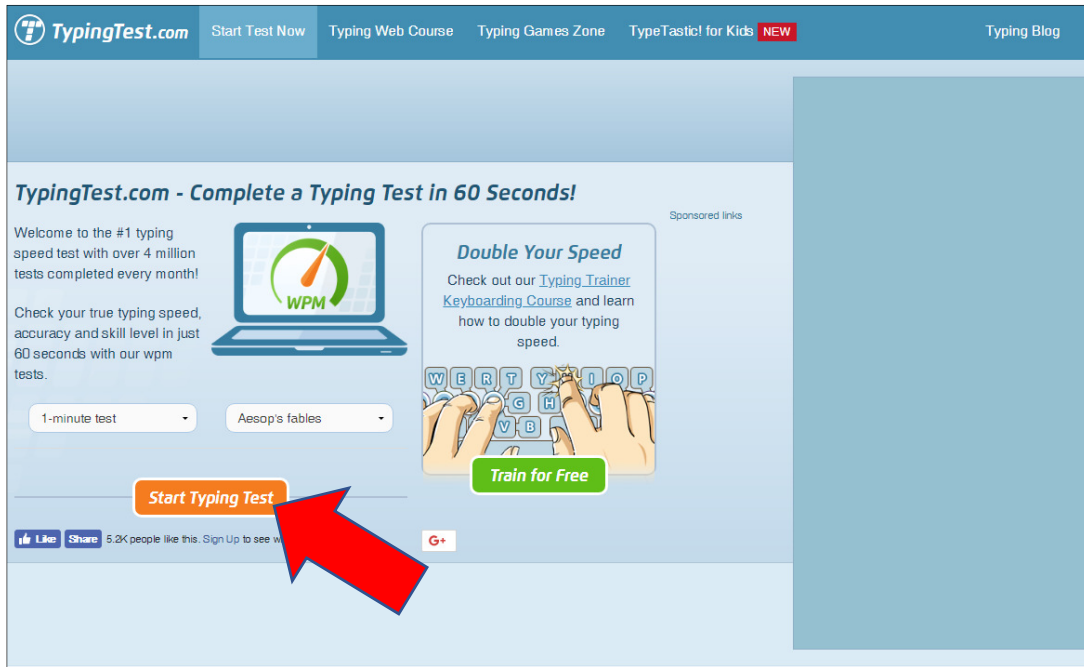 TypingTest.com Start Test Now Typing Web Course Typing Games Zone TypeTastic! for Kids NEW Typing Blog
TypingTest.com - Complete a Typing Test in 60 Seconds!
Sponsored links
Welcome to the #1 typing
speed test with over 4 million
tests completed every month!
Check your true typing speed,
accuracy and skill level in just
60 seconds with our wpm
tests.
WPM
Double Your Speed
Check out our Typing Trainer
Keyboarding Course and learn
how to double your typing
speed.
W E R T Y I O P
G H
V B
1-minute test
Aesop's fables
Train for Free
Start Typing Test
Like Share 5.2K people like this. Sign Up to see
G+